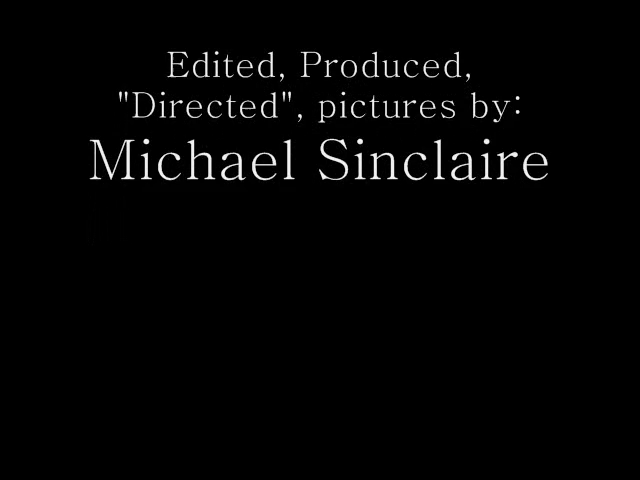 Edited, Produced,
"Directed", pictures by:
Michael Sinclaire